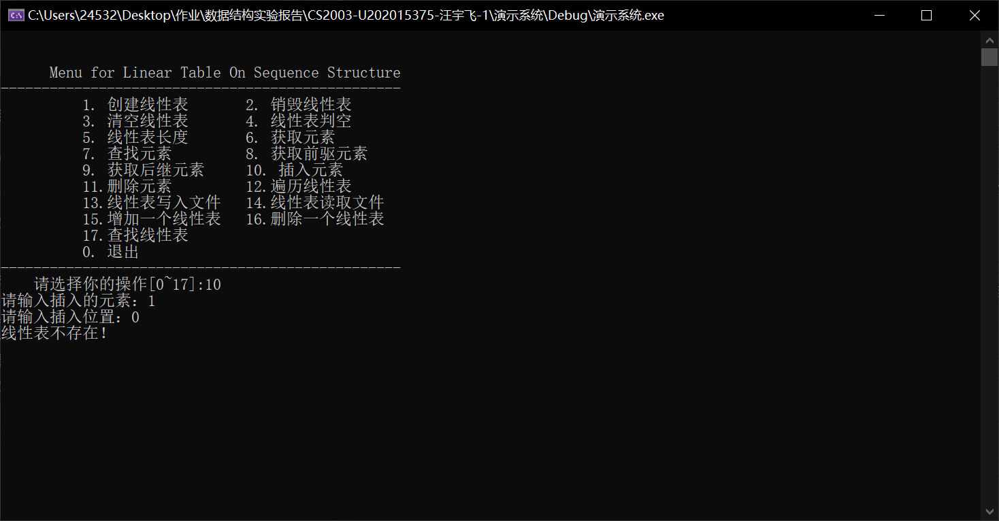 C:\Users\24532\Desktop\作业\数据结构实验报告\CS2003-U202015375-汪宇飞-1\演示系统\Debug\演示系统.exe
Menu for Linear Table On Sequence Structure
-------------------------------------------------
1. 创建线性表 2. 销毁线性表
3. 清空线性表 4. 线性表判空
5. 线性表长度 6. 获取元素
7. 查找元素 8. 获取前驱元素
9. 获取后继元素 10. 插入元素
11.删除元素 12.遍历线性表
13.线性表写入文件 14.线性表读取文件
15.增加一个线性表 16.删除一个线性表
17.查找线性表
0. 退出
-------------------------------------------------
请选择你的操作[0~17]:10
请输入插入的元素：1
请输入插入位置：0
线性表不存在！